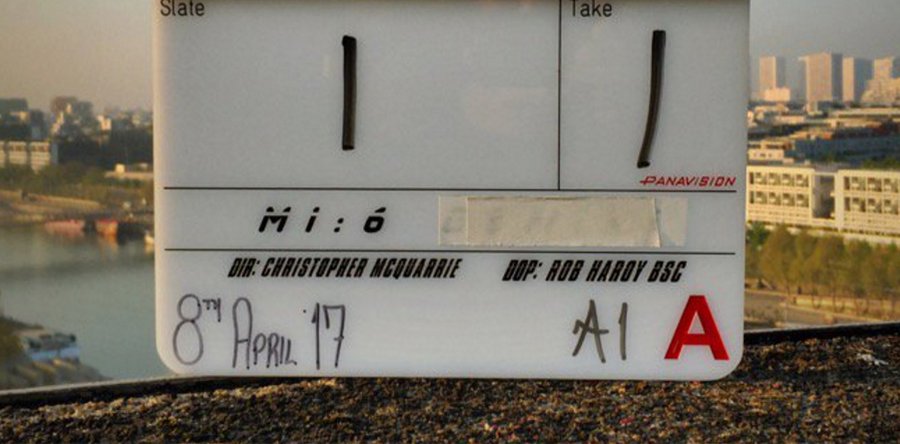 Slate Take
1 1
PANAVISION
Mi:6
DIR: CHRISTOPHER MCQUARRIE DOP: ROB HARDY BSC
8TH APRIL '17 A1 A